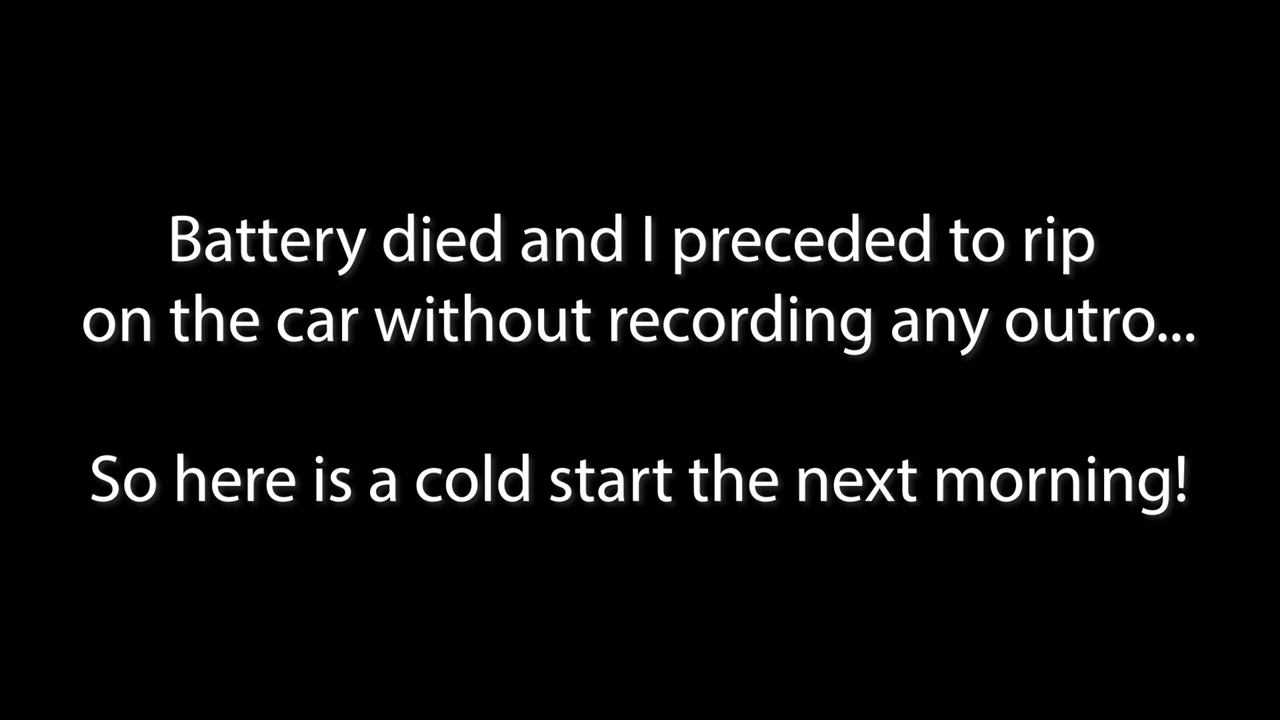 Battery died and I preceded to rip
on the car without recording any outro...
So here is a cold start the next morning!